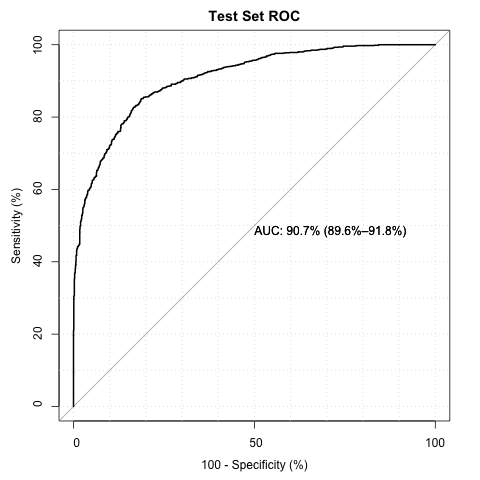 Test Set ROC
100
80
60
40
20
0
Sensitivity (%)
AUC: 90.7% (89.6%–91.8%)
0 50 100
100 - Specificity (%)